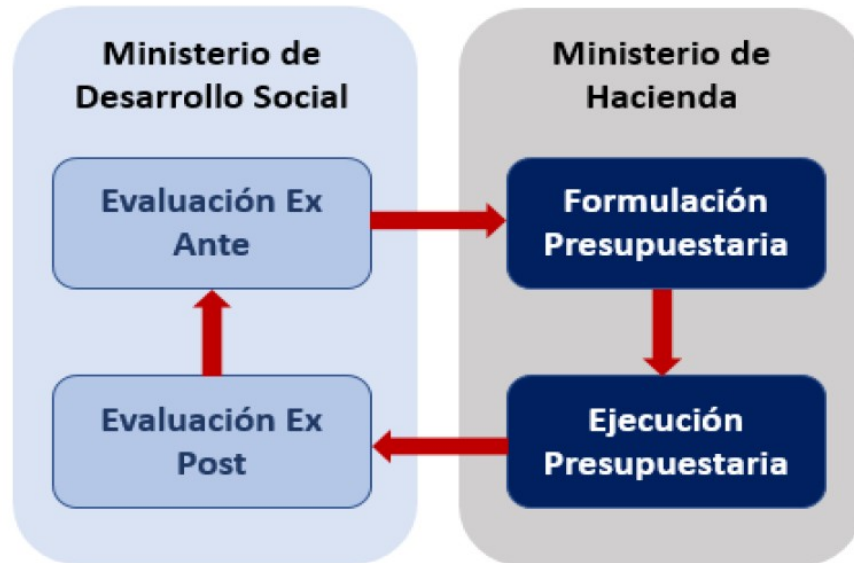 Ministerio de
Desarrollo Social
Ministerio de
Hacienda
Evaluación Ex
Ante
Formulación
Presupuestaria
Evaluación Ex
Post
Ejecución
Presupuestaria